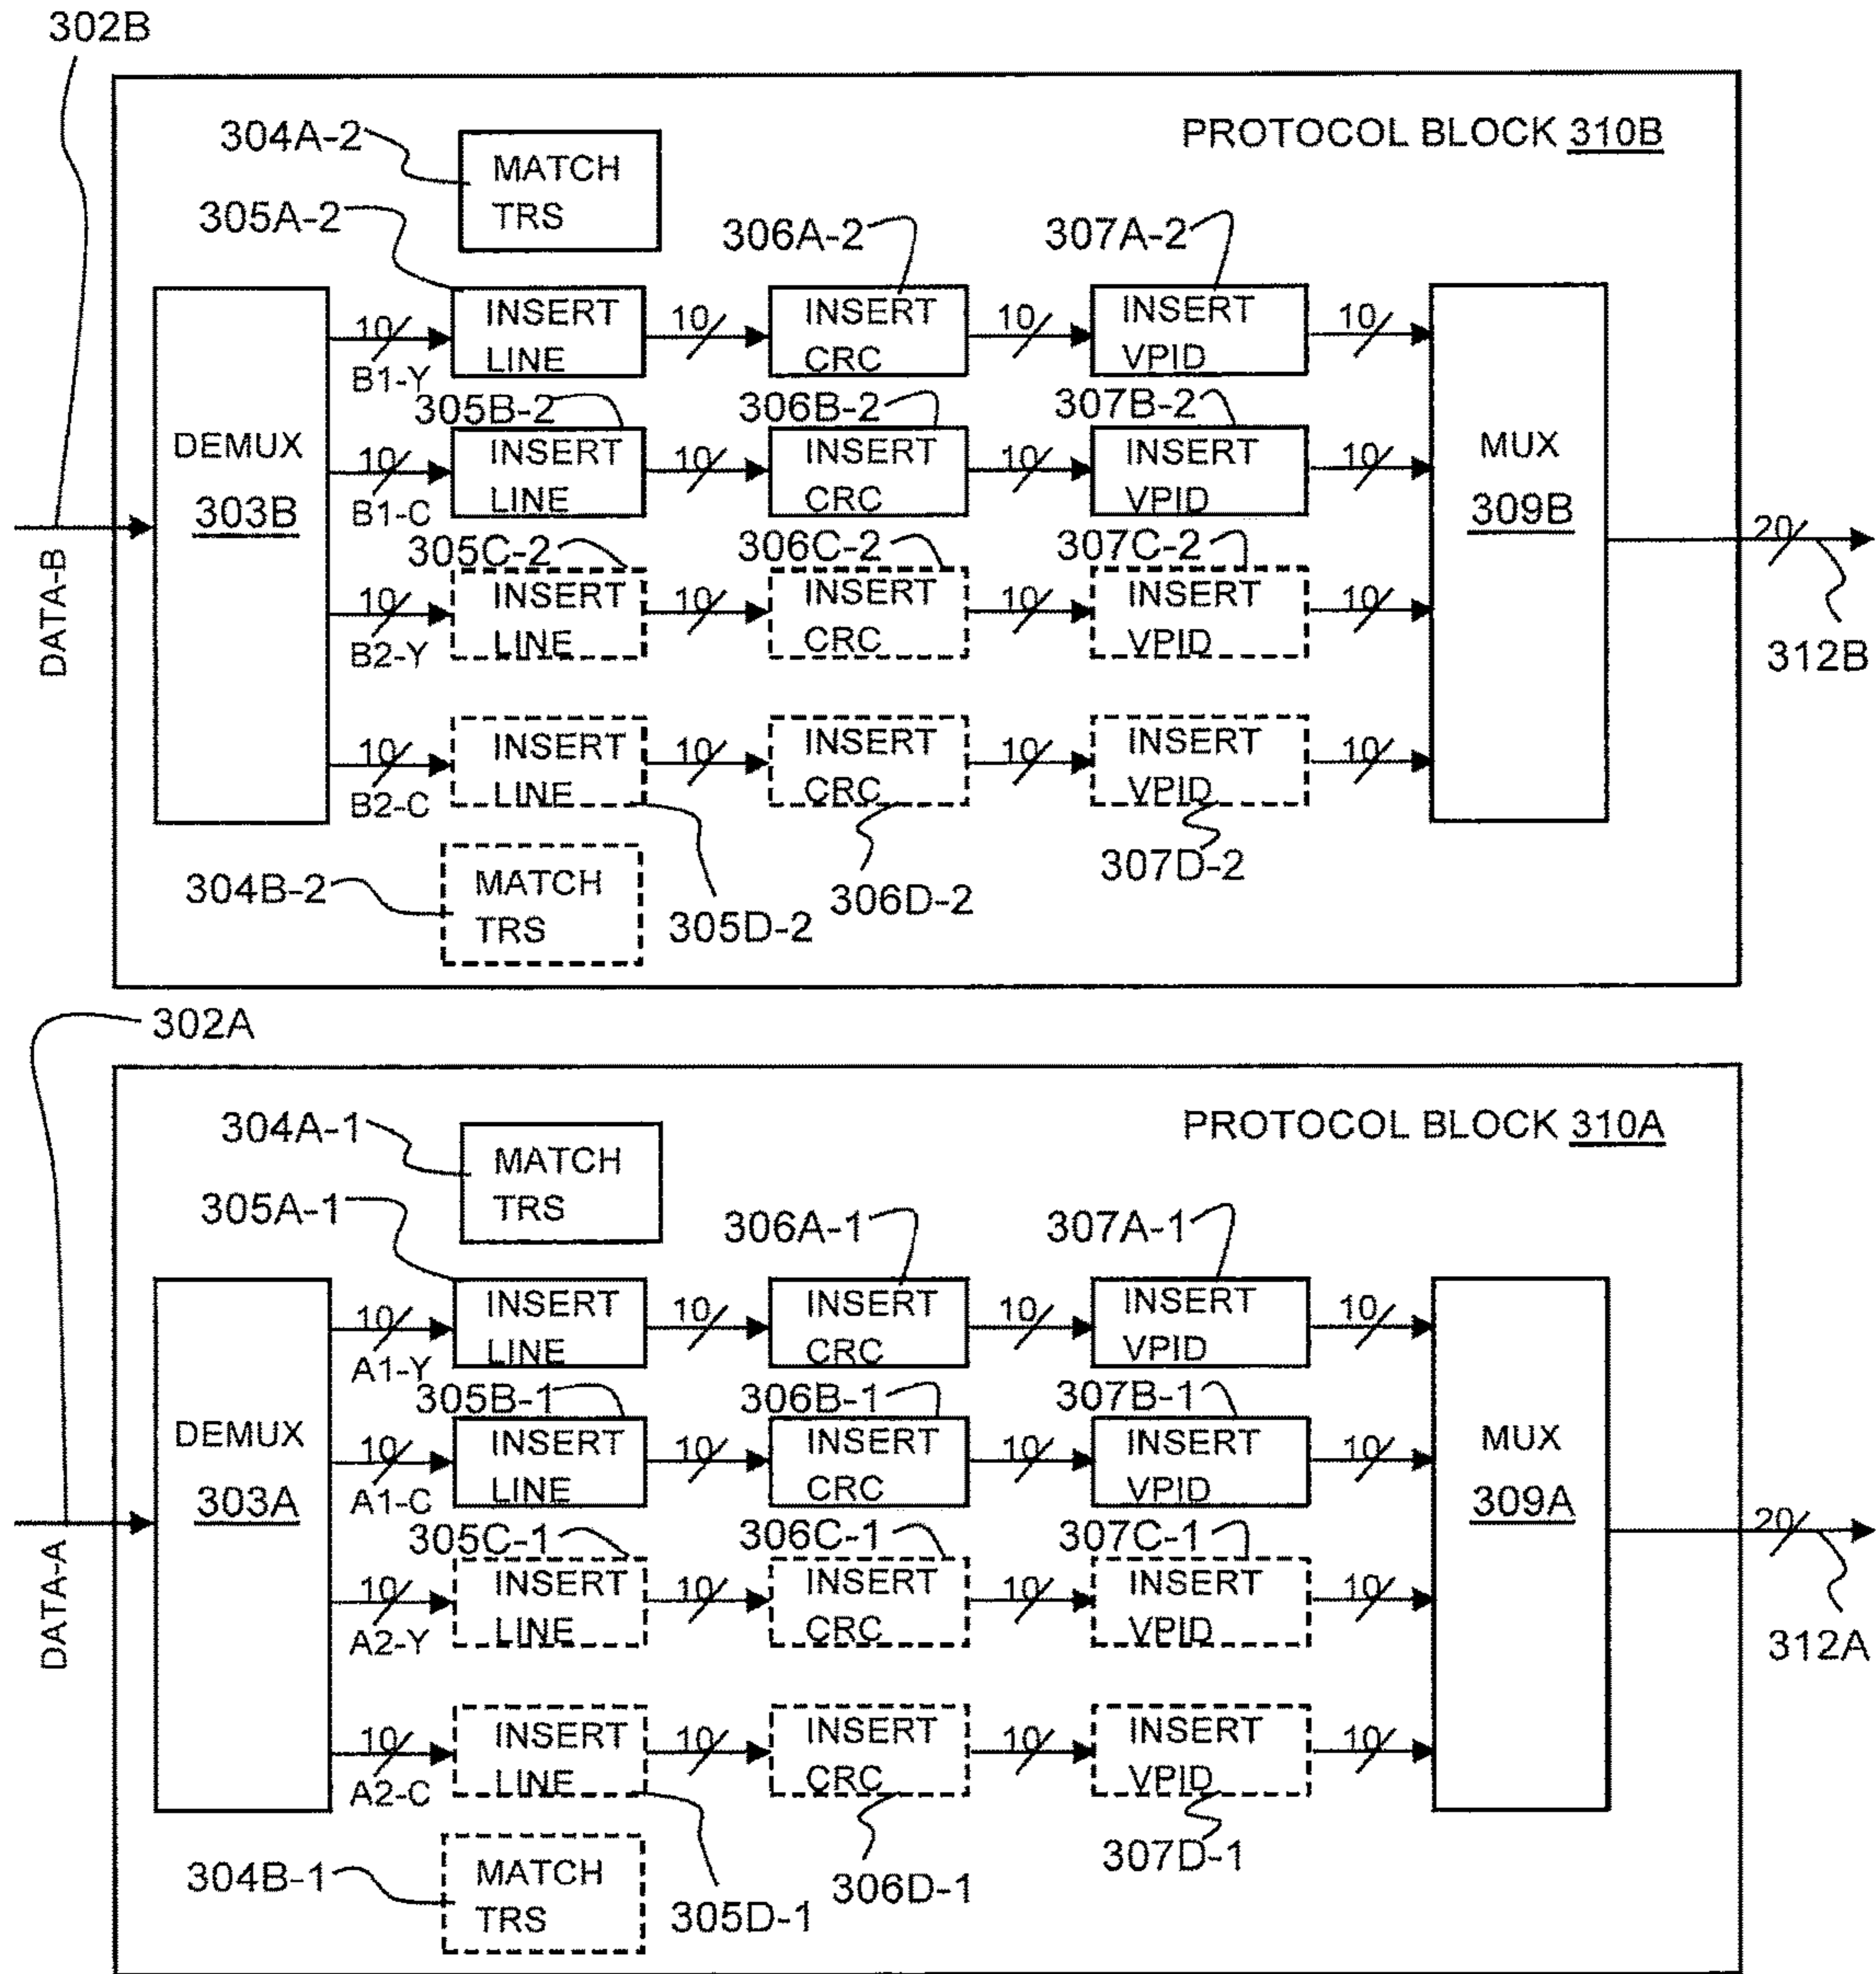 302B
PROTOCOL BLOCK 310B
304A-2
MATCH
TRS
305A-2
306A-2
307A-2
10
INSERT
LINE
10
INSERT
CRC
10
INSERT
VPID
10
B1-Y
305B-2
306B-2
307B-2
DEMUX
303B
MUX
309B
10
INSERT
LINE
10
INSERT
CRC
10
INSERT
VPID
10
B1-C
305C-2
306C-2
307C-2
20
DATA-B
10
INSERT
LINE
10
INSERT
CRC
10
INSERT
VPID
10
B2-Y
312B
10
INSERT
LINE
10
INSERT
CRC
10
INSERT
VPID
10
B2-C
304B-2
MATCH
TRS
305D-2
306D-2
307D-2
302A
PROTOCOL BLOCK 310A
304A-1
MATCH
TRS
305A-1
306A-1
307A-1
10
INSERT
LINE
10
INSERT
CRC
10
INSERT
VPID
10
A1-Y
305B-1
306B-1
307B-1
DEMUX
303A
MUX
309A
10
INSERT
LINE
10
INSERT
CRC
10
INSERT
VPID
10
A1-C
305C-1
306C-1
307C-1
20
DATA-A
10
INSERT
LINE
10
INSERT
CRC
10
INSERT
VPID
10
A2-Y
312A
10
INSERT
LINE
10
INSERT
CRC
10
INSERT
VPID
10
A2-C
304B-1
MATCH
TRS
305D-1
306D-1
307D-1